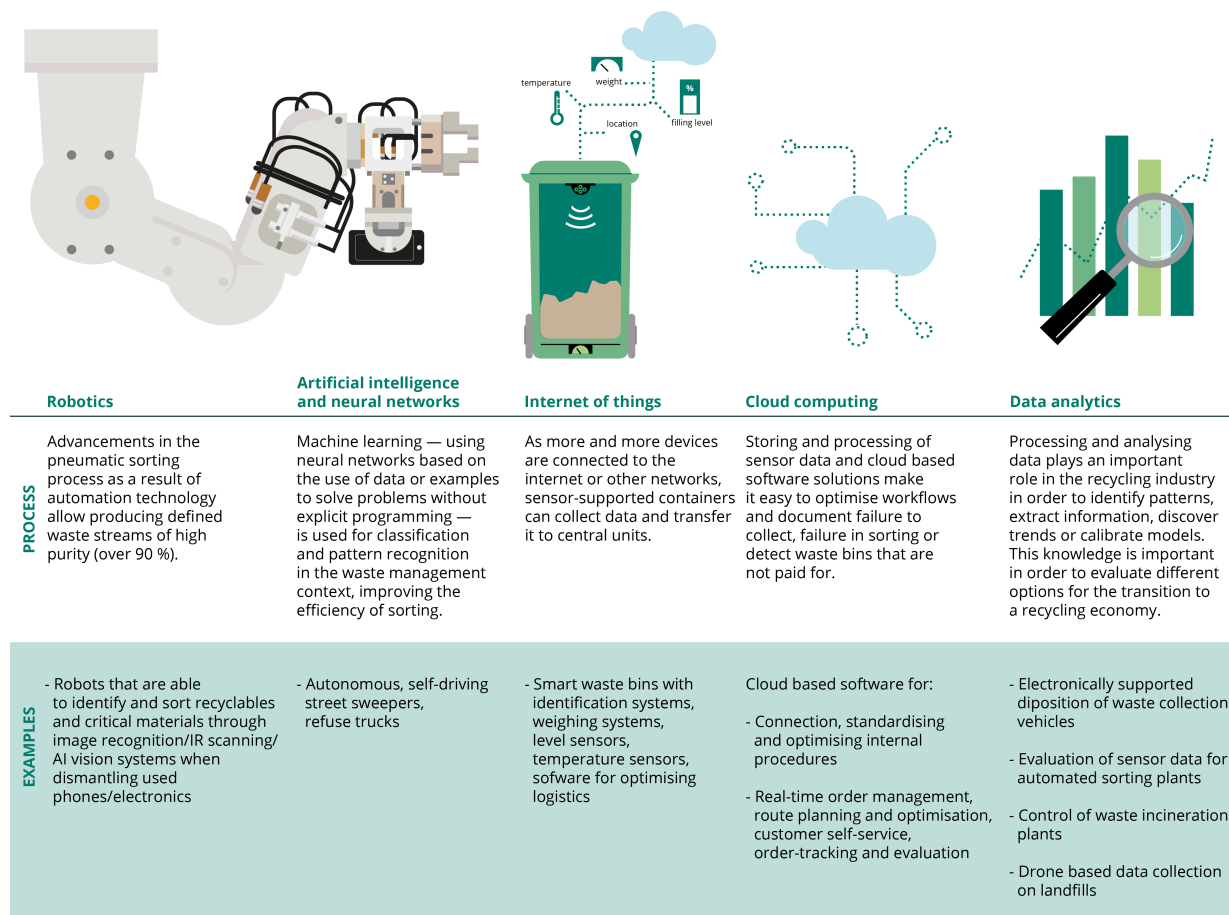 temperature
weight
%
filling level
location
Robotics
Artificial intelligence
and neural networks
Internet of things
Cloud computing
Data analytics
PROCESS
Advancements in the
pneumatic sorting
process as a result of
automation technology
allow producing defined
waste streams of high
purity (over 90 %).
Machine learning — using
neural networks based on
the use of data or examples
to solve problems without
explicit programming —
is used for classification
and pattern recognition
in the waste management
context, improving the
efficiency of sorting.
As more and more devices
are connected to the
internet or other networks,
sensor-supported containers
can collect data and transfer
it to central units.
Storing and processing of
sensor data and cloud based
software solutions make
it easy to optimise workflows
and document failure to
collect, failure in sorting or
detect waste bins that are
not paid for.
Processing and analysing
data plays an important
role in the recycling industry
in order to identify patterns,
extract information, discover
trends or calibrate models.
This knowledge is important
in order to evaluate different
options for the transition to
a recycling economy.
EXAMPLES
- Robots that are able
to identify and sort recyclables
and critical materials through
image recognition/IR scanning/
AI vision systems when
dismantling used
phones/electronics
- Autonomous, self-driving
street sweepers,
refuse trucks
- Smart waste bins with
identification systems,
weighing systems,
level sensors,
temperature sensors,
sofware for optimising
logistics
Cloud based software for:
- Connection, standardising
and optimising internal
procedures
- Real-time order management,
route planning and optimisation,
customer self-service,
order-tracking and evaluation
- Electronically supported
diposition of waste collection
vehicles
- Evaluation of sensor data for
automated sorting plants
- Control of waste incineration
plants
- Drone based data collection
on landfills